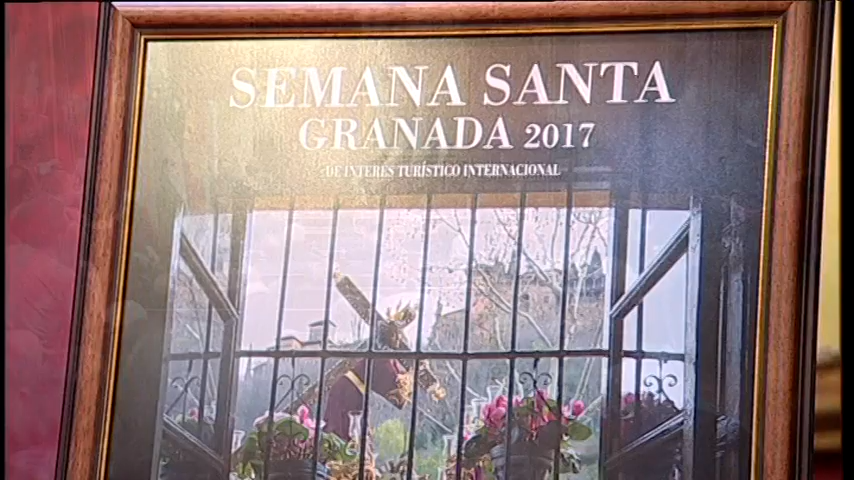 SEMANA SANTA
GRANADA 2017
DE INTERÉS TURÍSTICO INTERNACIONAL